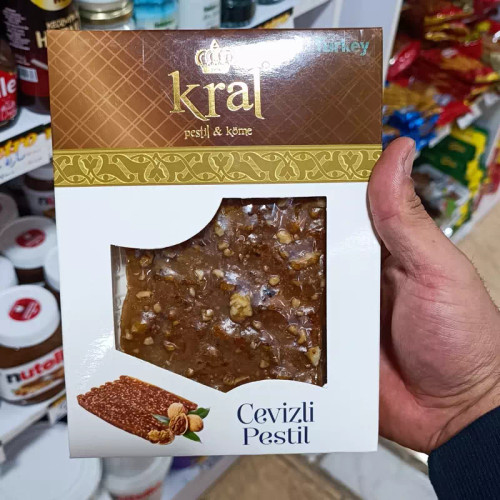 Turkey
kral
pestil & köme
Cevizli
Pestil
nutella